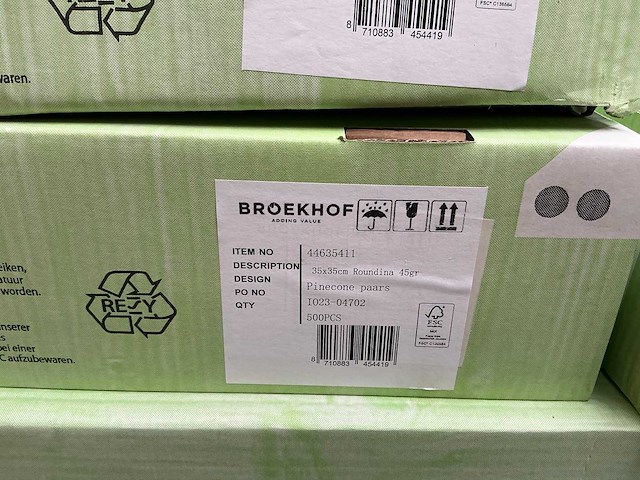 8 710883 454419
waren.
BROEKHOF
ADDING VALUE
ITEM NO 44635411
DESCRIPTION 35x35cm Roundina 45gr
DESIGN Pinecone paars
PO NO IO23-04702
QTY 500PCS
FSC
8 710883 454419
RESY
eiken,
atuur
worden.
unserer
bei einer
C aufzubewaren.